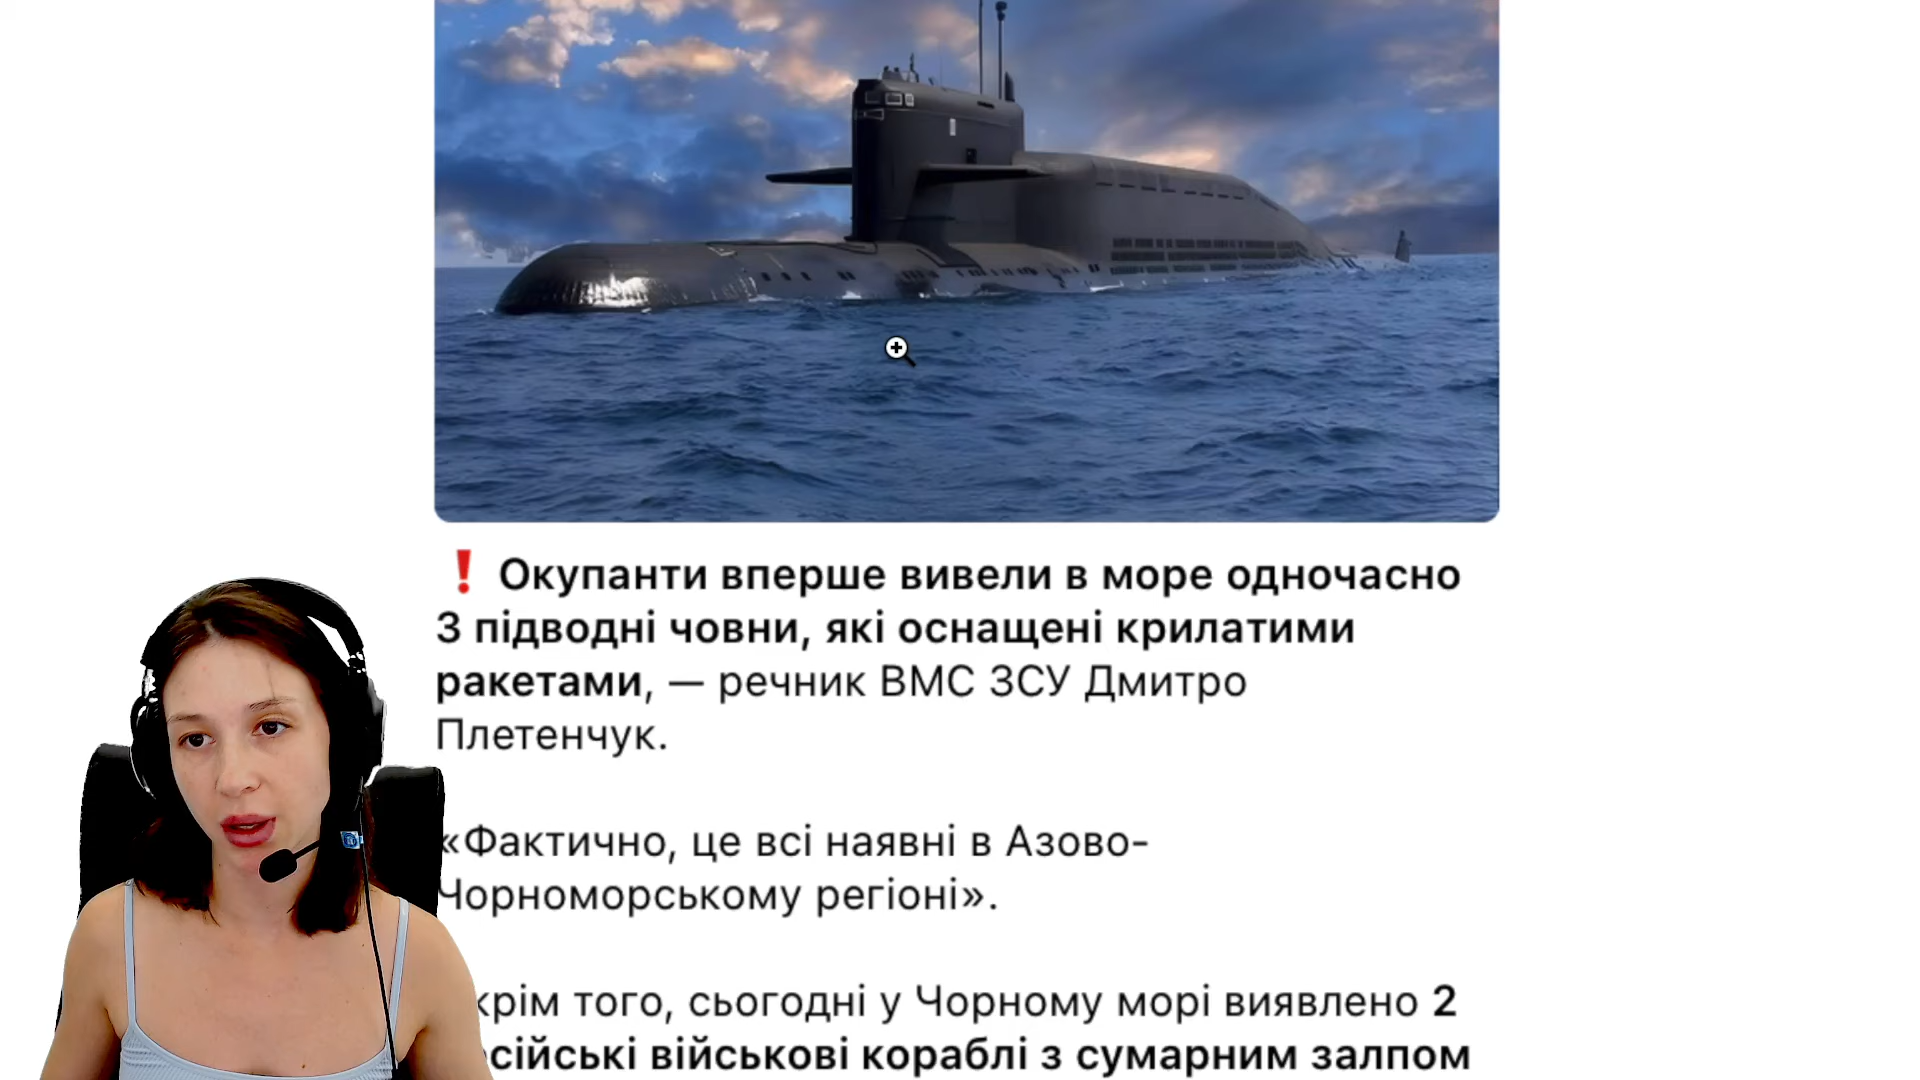 ❗ Окупанти вперше вивели в море одночасно
3 підводні човни, які оснащені крилатими
ракетами, — речник ВМС ЗСУ Дмитро
Плетенчук.
«Фактично, це всі наявні в Азово-
Чорноморському регіоні».
крім того, сьогодні у Чорному морі виявлено 2
сійські військові кораблі з сумарним залпом